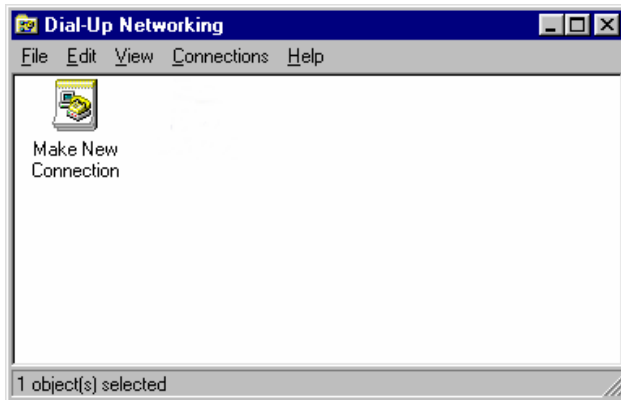 Dial-Up Networking
File Edit View Connections Help
Make New
Connection
1 object(s) selected